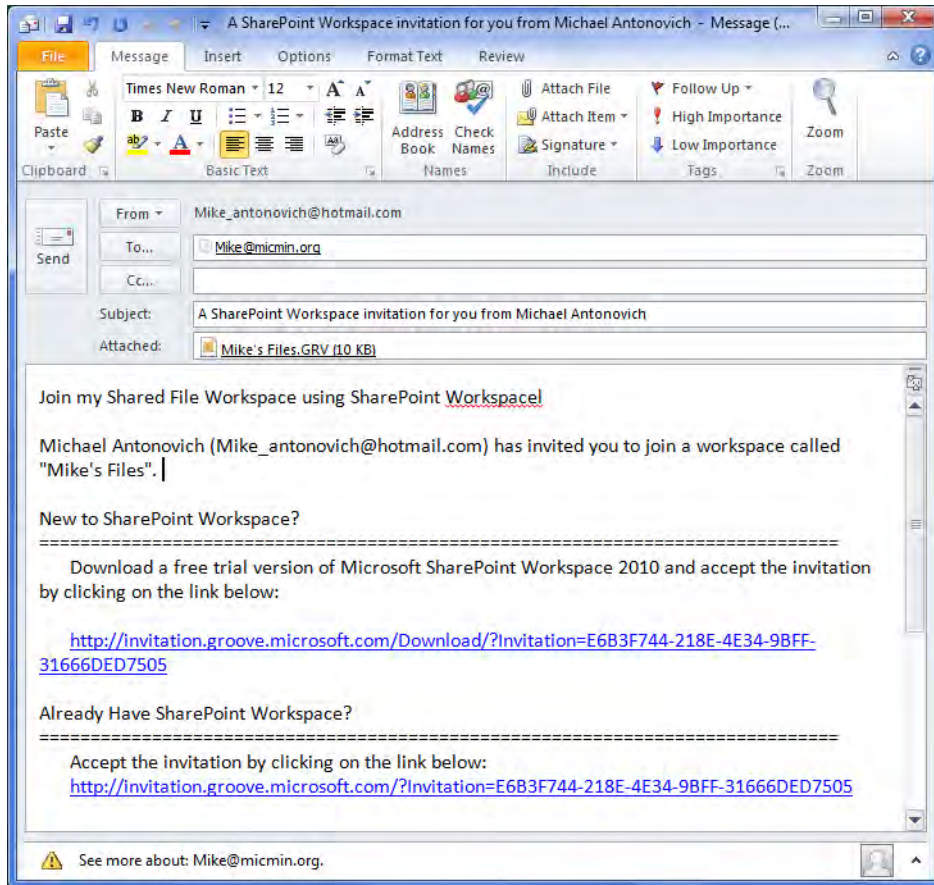 A SharePoint Workspace invitation for you from Michael Antonovich - Message (...
File Message Insert Options Format Text Review
Paste
Clipboard
Times New Roman 12
B I U
Basic Text
Address Book
Check Names
Names
Attach File
Attach Item
Signature
Include
Follow Up
High Importance
Low Importance
Tags
Zoom
Zoom
Send
From Mike_antonovich@hotmail.com
To... Mike@micmin.org
Cc...
Subject: A SharePoint Workspace invitation for you from Michael Antonovich
Attached: Mike's Files.GRV (10 KB)
Join my Shared File Workspace using SharePoint Workspacel
Michael Antonovich (Mike_antonovich@hotmail.com) has invited you to join a workspace called
"Mike's Files".
New to SharePoint Workspace?
==============================================================================
Download a free trial version of Microsoft SharePoint Workspace 2010 and accept the invitation
by clicking on the link below:
http://invitation.groove.microsoft.com/Download/?Invitation=E6B3F744-218E-4E34-9BFF-
31666DED7505
Already Have SharePoint Workspace?
==============================================================================
Accept the invitation by clicking on the link below:
http://invitation.groove.microsoft.com/?Invitation=E6B3F744-218E-4E34-9BFF-31666DED7505
See more about: Mike@micmin.org.